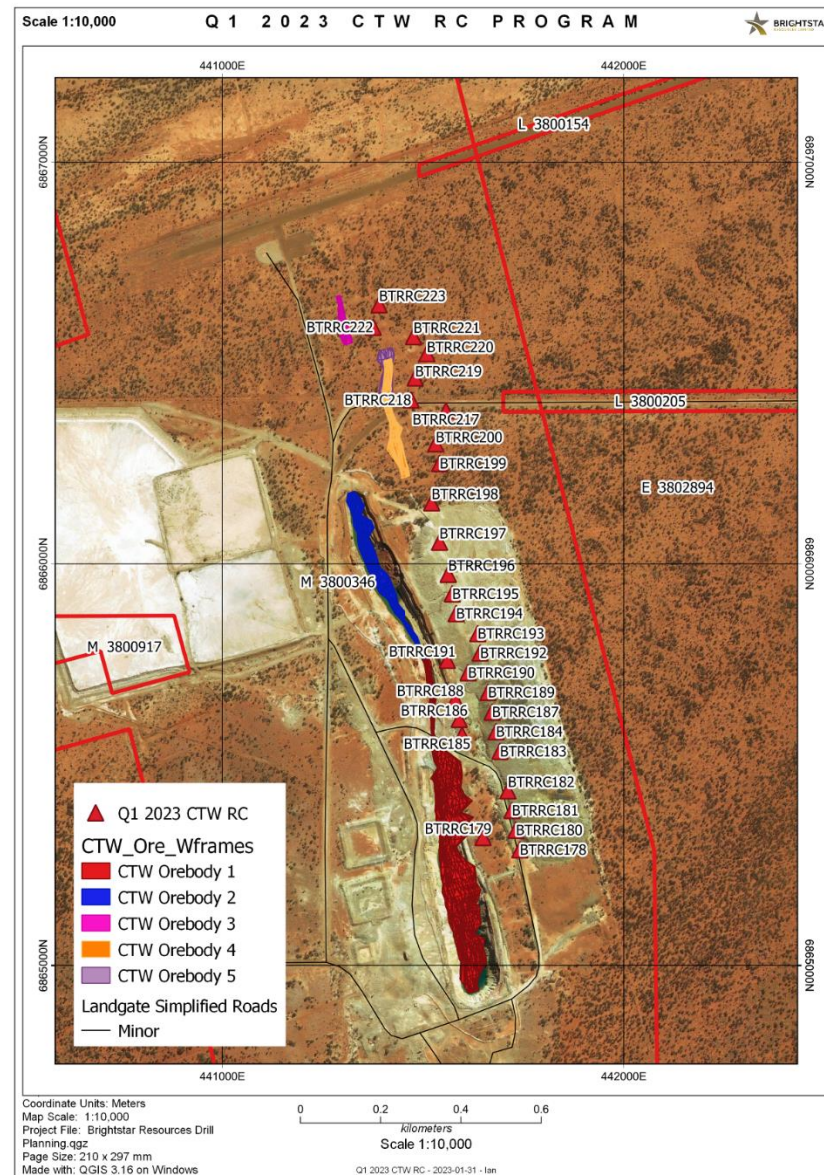 Scale 1:10,000
Q1 2023 CTW RC PROGRAM
BRIGHTSTAR
RESOURCES LIMITED
441000E
442000E
L 3800154
6867000N
6867000N
BTRRC223
BTRRC222
BTRRC221
BTRRC220
BTRRC219
BTRRC218
L 3800205
BTRRC217
BTRRC200
BTRRC199
E 3802894
BTRRC198
BTRRC197
6866000N
6866000N
BTRRC196
M 3800346
BTRRC195
BTRRC194
BTRRC193
M 3800917
BTRRC191
BTRRC192
BTRRC190
BTRRC188
BTRRC189
BTRRC186
BTRRC187
BTRRC184
BTRRC185
BTRRC183
BTRRC182
BTRRC181
BTRRC179
BTRRC180
BTRRC178
Q1 2023 CTW RC
CTW_Ore_Wframes
CTW Orebody 1
CTW Orebody 2
CTW Orebody 3
CTW Orebody 4
CTW Orebody 5
Landgate Simplified Roads
Minor
6865000N
6865000N
441000E
442000E
Coordinate Units: Meters
Map Scale: 1:10,000
Project File: Brightstar Resources Drill
Planning.qgz
Page Size: 210 x 297 mm
Made with: QGIS 3.16 on Windows
0 0.2 0.4 0.6
kilometers
Scale 1:10,000
Q1 2023 CTW RC - 2023-01-31 - Ian